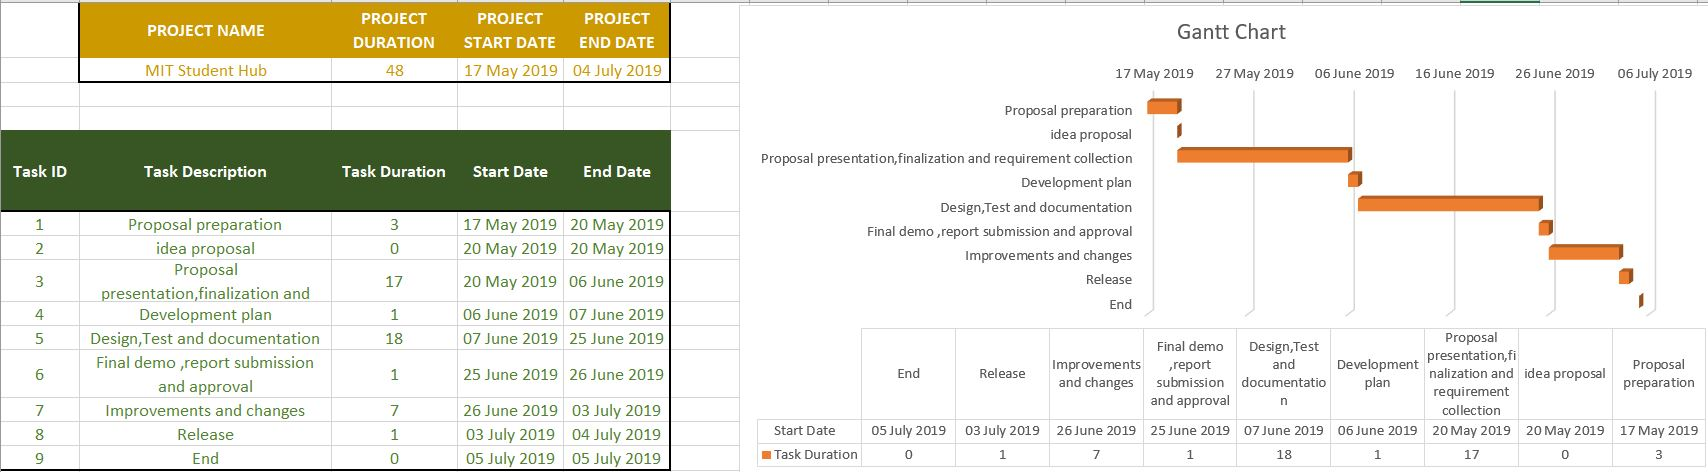 PROJECT NAME
PROJECT
DURATION
PROJECT
START DATE
PROJECT
END DATE
MIT Student Hub 48 17 May 2019 04 July 2019
Task ID Task Description Task Duration Start Date End Date
1 Proposal preparation 3 17 May 2019 20 May 2019
2 idea proposal 0 20 May 2019 20 May 2019
3 Proposal
presentation,finalization and 17 20 May 2019 06 June 2019
4 Development plan 1 06 June 2019 07 June 2019
5 Design,Test and documentation 18 07 June 2019 25 June 2019
6 Final demo ,report submission
and approval 1 25 June 2019 26 June 2019
7 Improvements and changes 7 26 June 2019 03 July 2019
8 Release 1 03 July 2019 04 July 2019
9 End 0 05 July 2019 05 July 2019
Gantt Chart
17 May 2019 27 May 2019 06 June 2019 16 June 2019 26 June 2019 06 July 2019
Proposal preparation
idea proposal
Proposal presentation,finalization and requirement collection
Development plan
Design,Test and documentation
Final demo ,report submission and approval
Improvements and changes
Release
End
End
Release
Improvements
and changes
Final demo
,report
submission
and approval
Design,Test
and
documentatio
n
Development
plan
Proposal
presentation,fi
nalization and
requirement
collection
idea proposal
Proposal
preparation
Start Date 05 July 2019 03 July 2019 26 June 2019 25 June 2019 07 June 2019 06 June 2019 20 May 2019 20 May 2019 17 May 2019
Task Duration 0 1 7 1 18 1 17 0 3